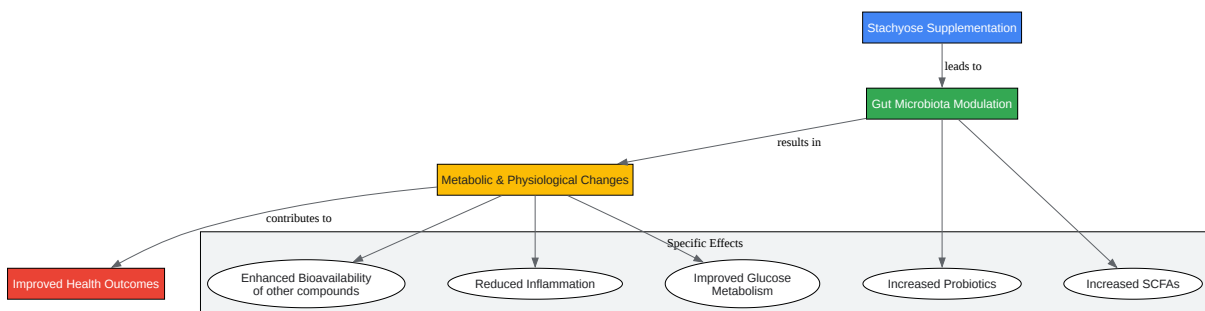 Stachyose Supplementation
leads to
Gut Microbiota Modulation
results in
Metabolic & Physiological Changes
contributes to
Specific Effects
Improved Health Outcomes
Enhanced Bioavailability
of other compounds
Reduced Inflammation
Improved Glucose
Metabolism
Increased Probiotics
Increased SCFAs